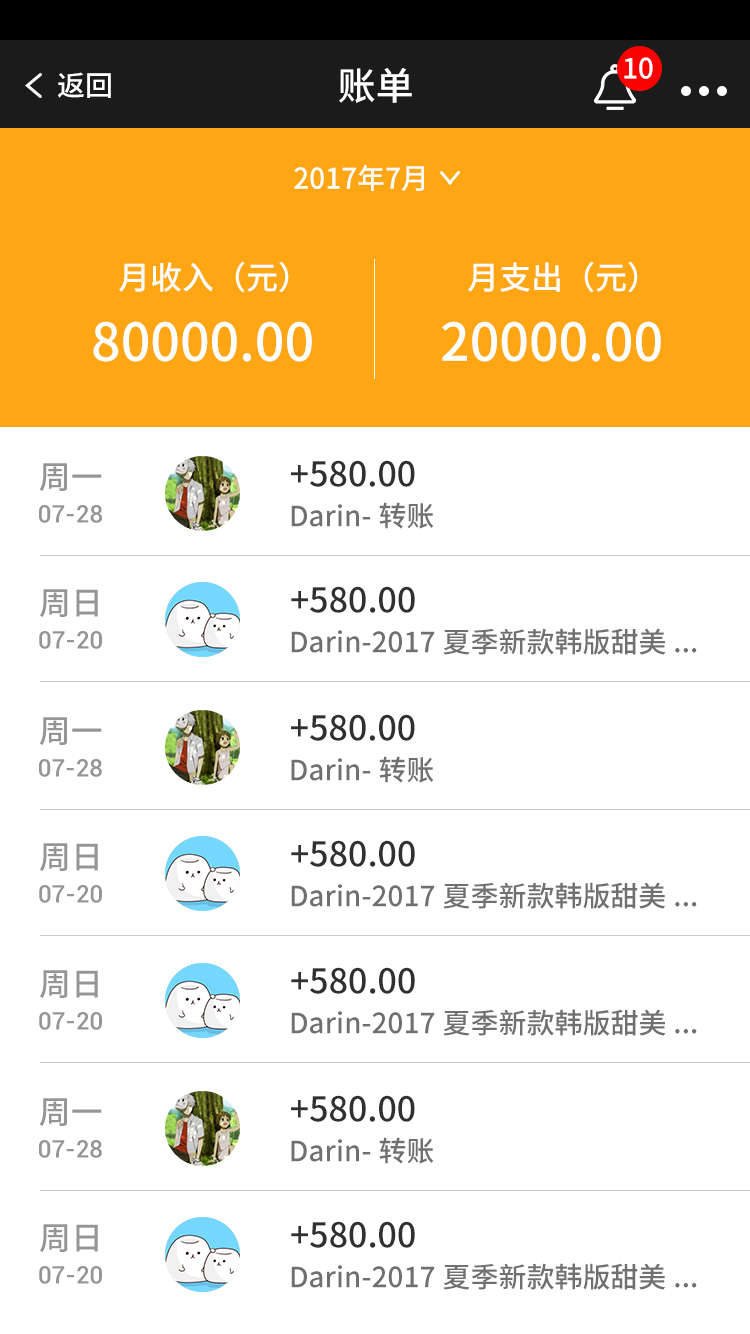 返回
账单
10
2017年7月
月收入（元）
月支出（元）
80000.00
20000.00
周一
+580.00
07-28
Darin- 转账
周日
+580.00
07-20
Darin-2017 夏季新款韩版甜美 ...
周一
+580.00
07-28
Darin- 转账
周日
+580.00
07-20
Darin-2017 夏季新款韩版甜美 ...
周日
+580.00
07-20
Darin-2017 夏季新款韩版甜美 ...
周一
+580.00
07-28
Darin- 转账
周日
+580.00
07-20
Darin-2017 夏季新款韩版甜美 ...